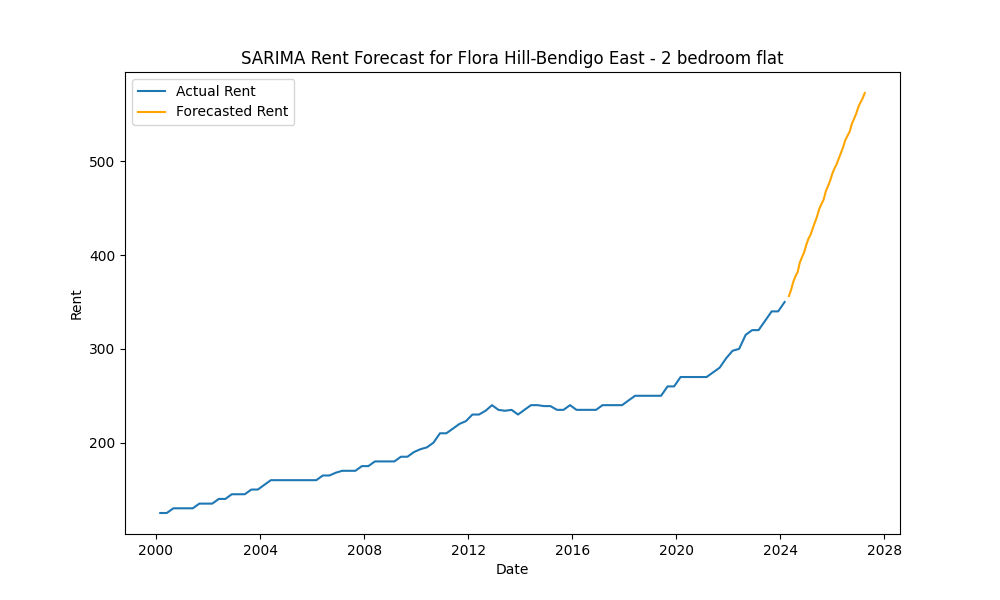 SARIMA Rent Forecast for Flora Hill-Bendigo East - 2 bedroom flat
Actual Rent
Forecasted Rent
500
400
300
200
Rent
2000 2004 2008 2012 2016 2020 2024 2028
Date